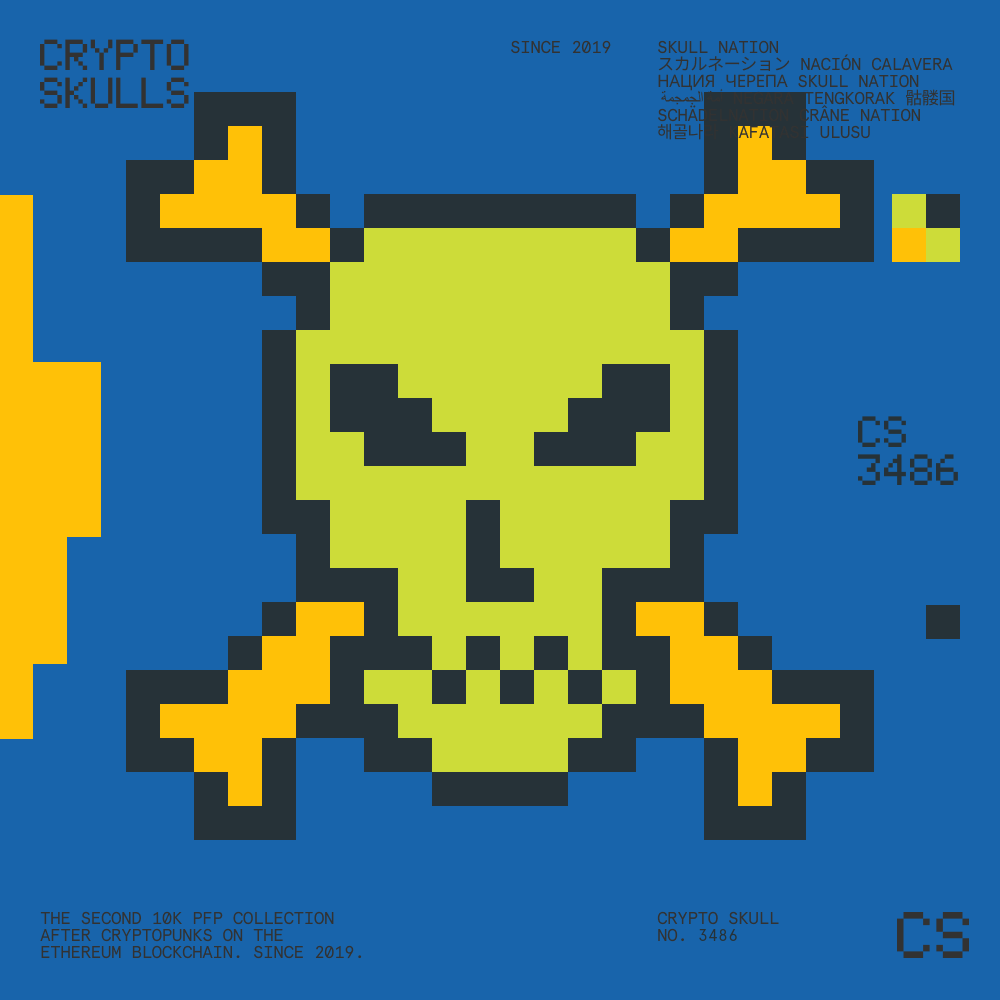 CRYPTO
SKULLS
SINCE 2019
SKULL NATION
スカルネーション NACIÓN CALAVERA
НАЦИЯ ЧЕРЕПА SKULL NATION
TENGKORAK 骷髅国
CRÂNE NATION
ULUSU
CS
3486
THE SECOND 10K PFP COLLECTION
AFTER CRYPTOPUNKS ON THE
ETHEREUM BLOCKCHAIN. SINCE 2019.
CRYPTO SKULL
NO. 3486
CS